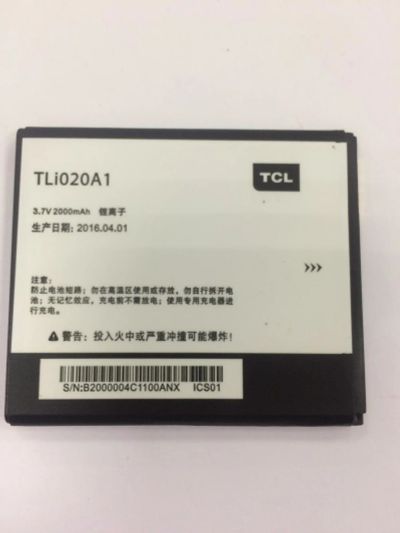 TLi020A1
TCL
3.7V 2000mAh 锂离子
生产日期: 2016.04.01
>>>
注意:
防止电池短路; 勿在高温区使用或存放, 勿自行拆开电
池; 无记忆效应, 充电前不需放电; 使用专用充电器进
行充电。
警告: 投入火中或严重冲撞可能爆炸!
S/N:B2000004C1100ANX ICS01